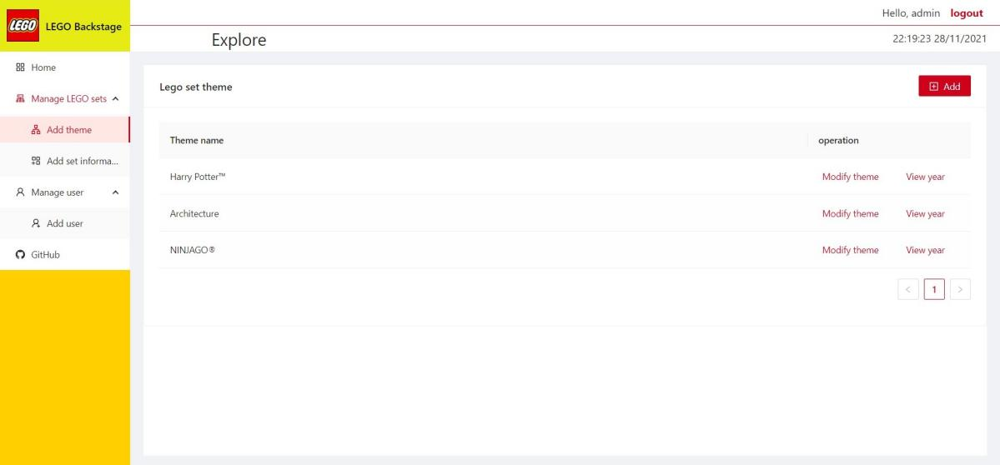 LEGO LEGO Backstage
Hello, admin logout
Explore 22:19:23 28/11/2021
Home
Manage LEGO sets
Add theme
Add set informa...
Manage user
Add user
GitHub
Lego set theme Add
Theme name operation
Harry Potter™ Modify theme View year
Architecture Modify theme View year
NINJAGO® Modify theme View year
< 1 >